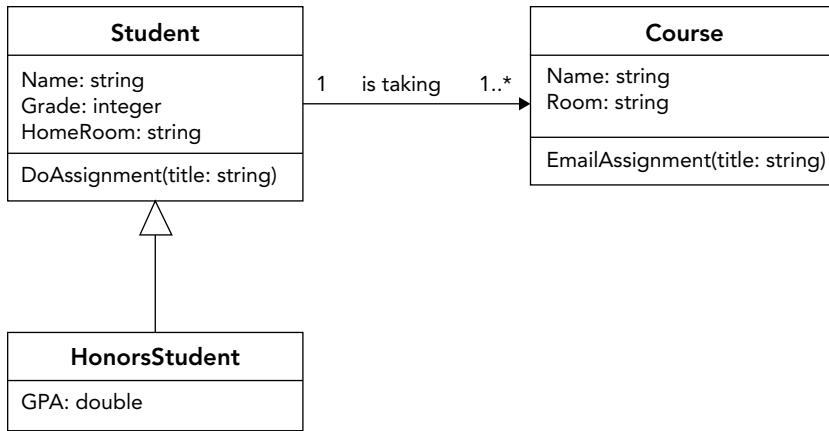 Student
Name: string
Grade: integer
HomeRoom: string
DoAssignment(title: string)
1 is taking 1..*
Course
Name: string
Room: string
EmailAssignment(title: string)
HonorsStudent
GPA: double